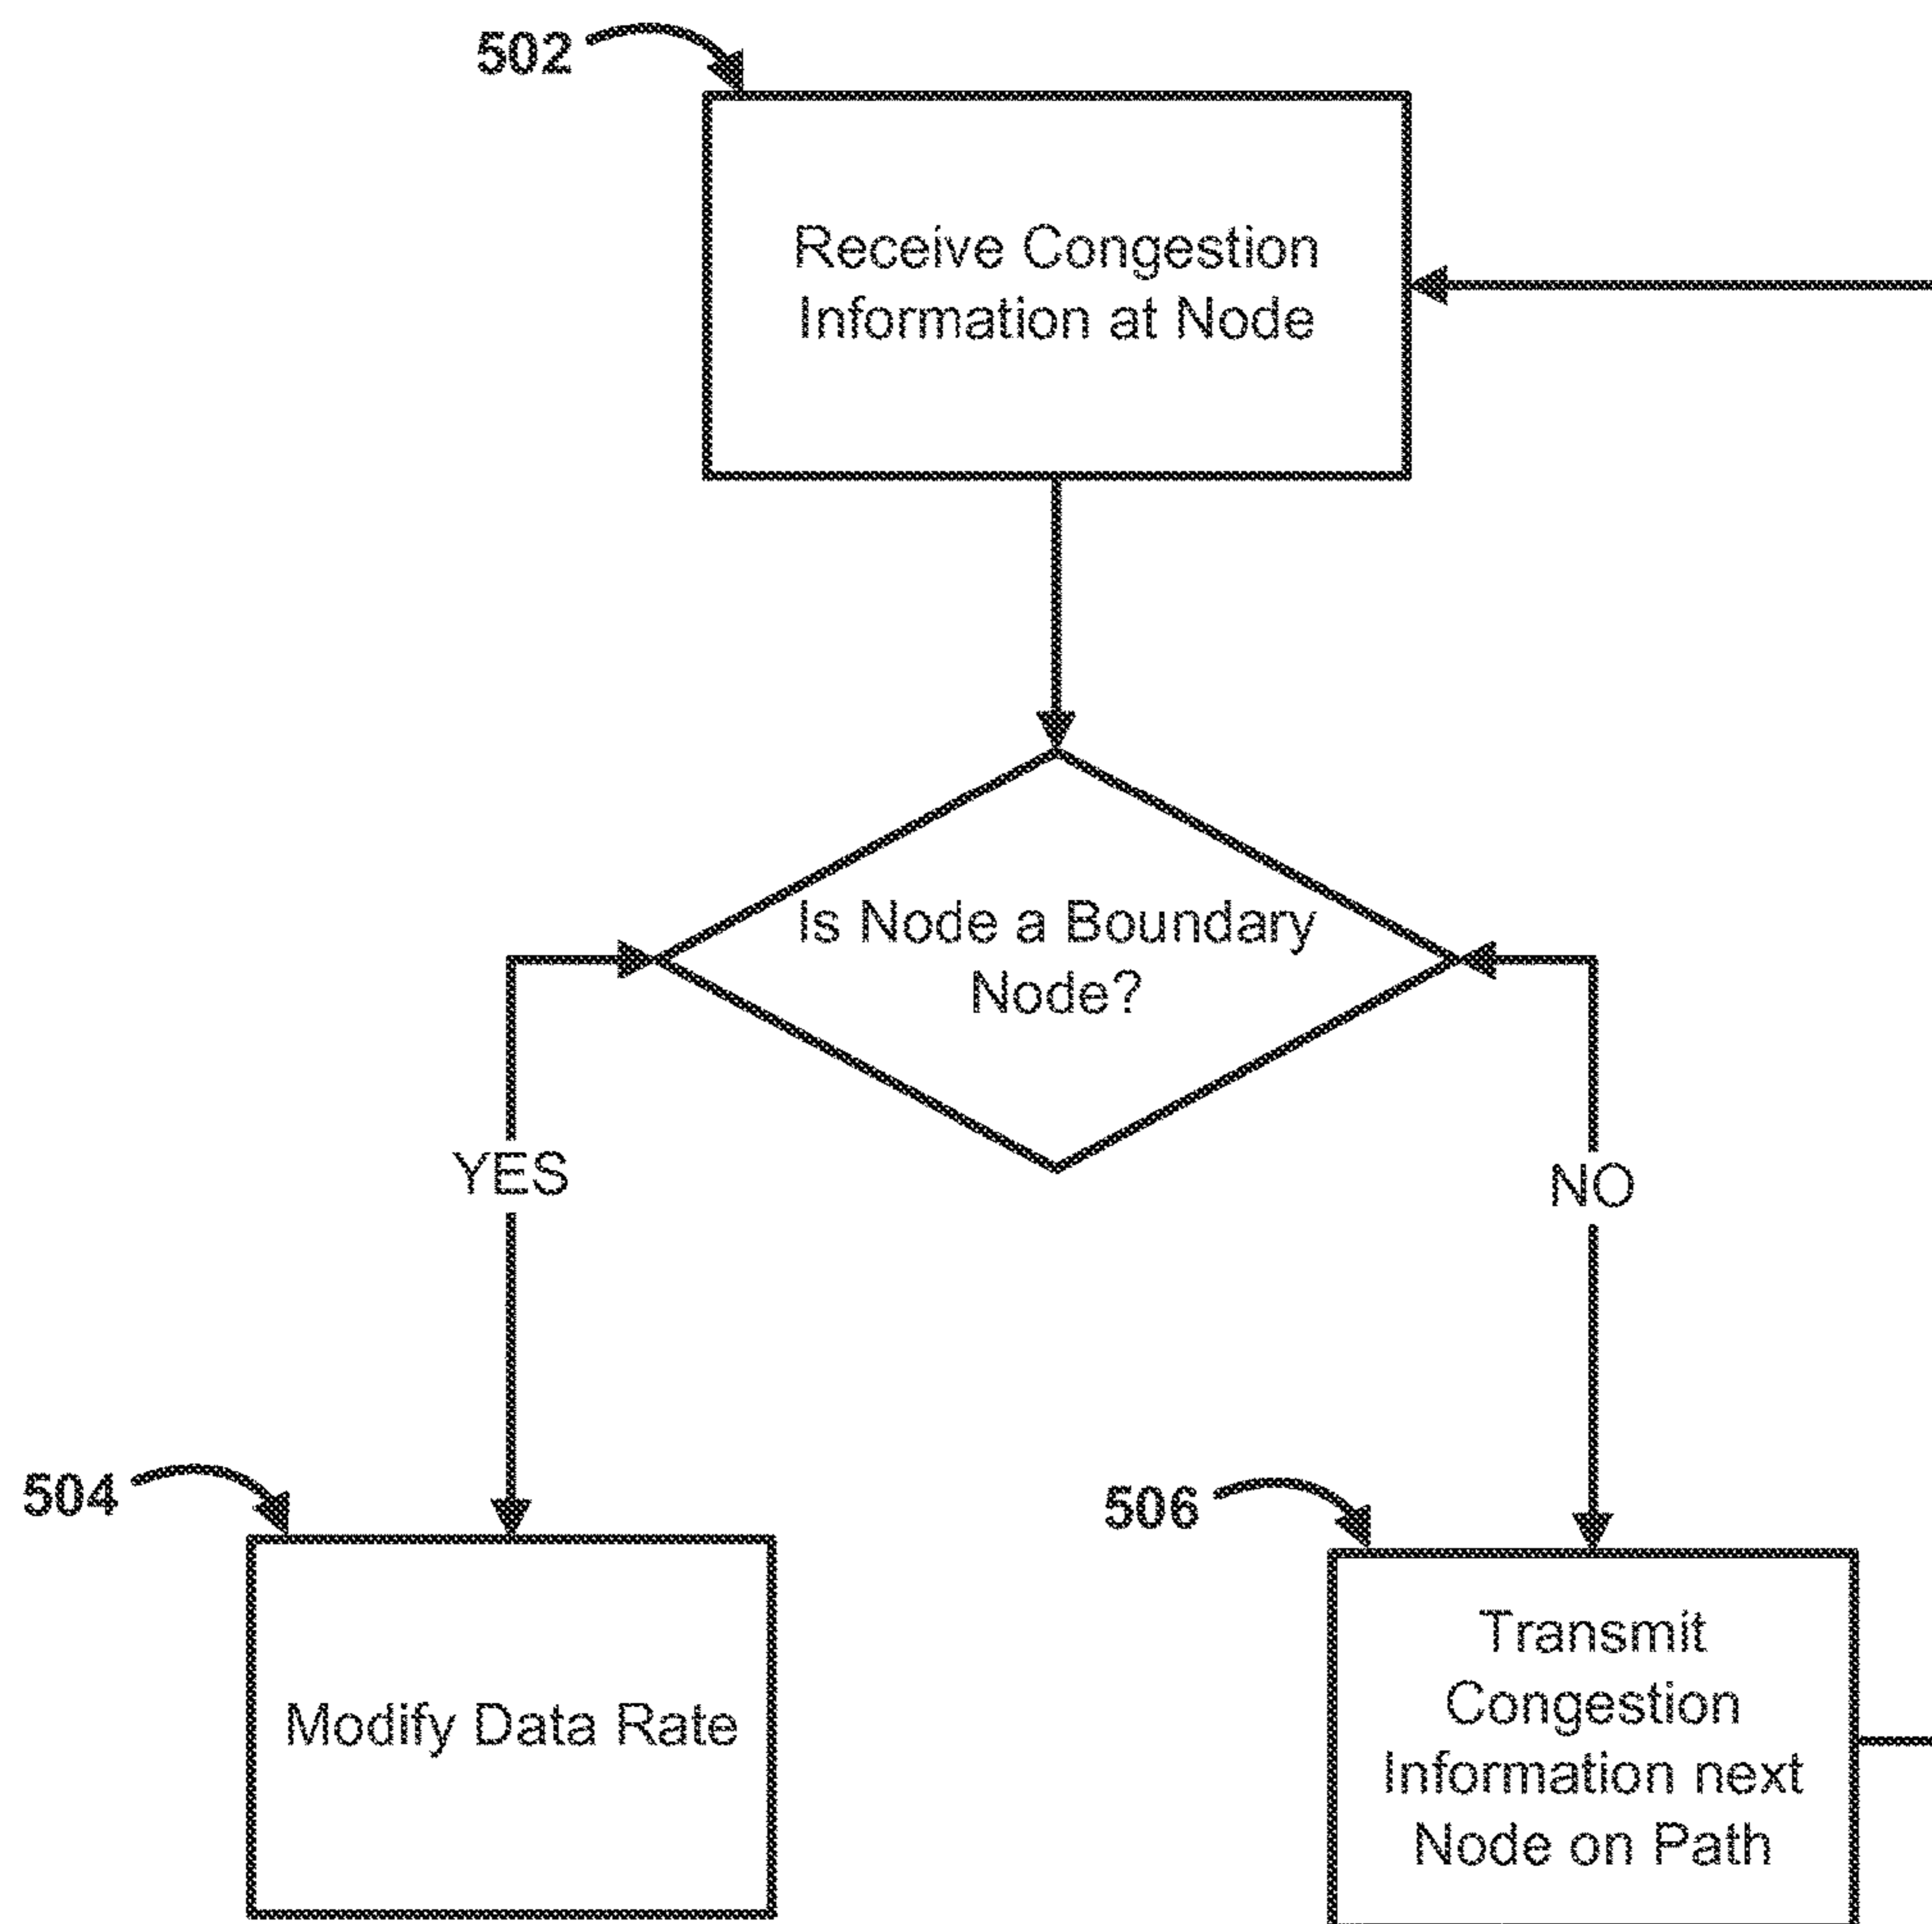 502
Receive Congestion
Information at Node
Is Node a Boundary
Node?
YES
NO
504
506
Modify Data Rate
Transmit
Congestion
Information next
Node on Path